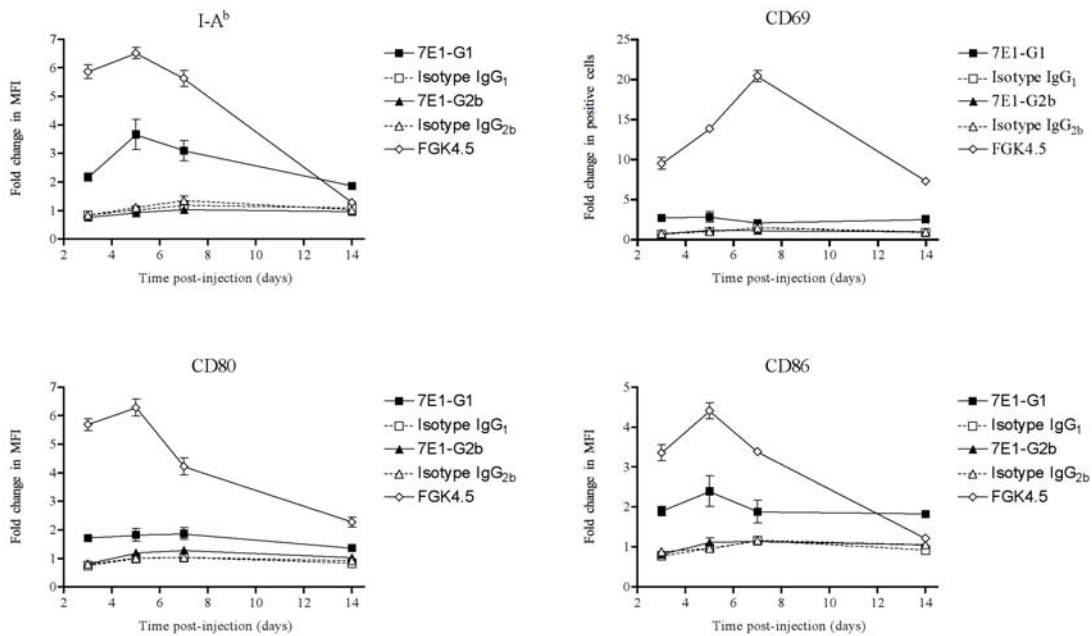 I-Aᵇ
Fold change in MFI
7
6
5
4
3
2
1
0
2 4 6 8 10 12 14
Time post-injection (days)
7E1-G1
Isotype IgG₁
7E1-G2b
Isotype IgG₂b
FGK4.5
CD69
Fold change in positive cells
25
20
15
10
5
0
2 4 6 8 10 12 14
Time post-injection (days)
7E1-G1
Isotype IgG₁
7E1-G2b
Isotype IgG₂b
FGK4.5
CD80
Fold change in MFI
7
6
5
4
3
2
1
0
2 4 6 8 10 12 14
Time post-injection (days)
7E1-G1
Isotype IgG₁
7E1-G2b
Isotype IgG₂b
FGK4.5
CD86
Fold change in MFI
5
4
3
2
1
0
2 4 6 8 10 12 14
Time post-injection (days)
7E1-G1
Isotype IgG₁
7E1-G2b
Isotype IgG₂b
FGK4.5